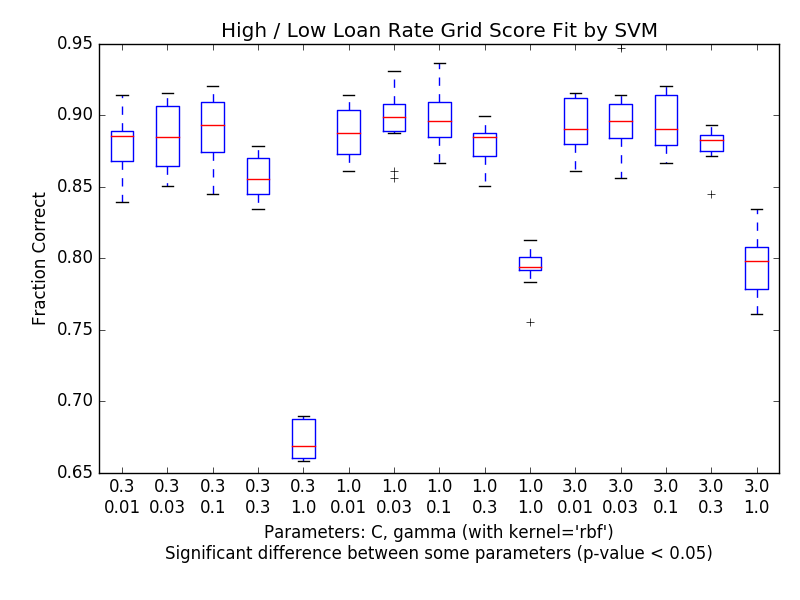 High / Low Loan Rate Grid Score Fit by SVM
0.95
0.90
0.85
0.80
0.75
0.70
0.65
Fraction Correct
0.3 0.3 0.3 0.3 0.3 1.0 1.0 1.0 1.0 1.0 3.0 3.0 3.0 3.0 3.0
0.01 0.03 0.1 0.3 1.0 0.01 0.03 0.1 0.3 1.0 0.01 0.03 0.1 0.3 1.0
Parameters: C, gamma (with kernel='rbf')
Significant difference between some parameters (p-value < 0.05)